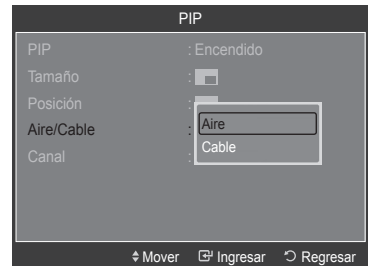 PIP
PIP : Encendido
Tamaño :
Posición :
Aire/Cable : Aire
Cable
Canal :
Mover Ingresar Regresar